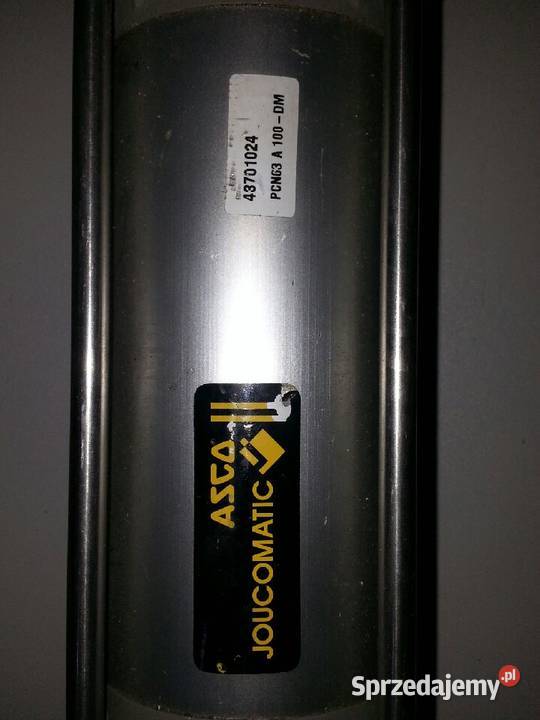 43701024
PCN63 A 100-DM
ASCO
JOUCOMATIC
Sprzedajemy.pl